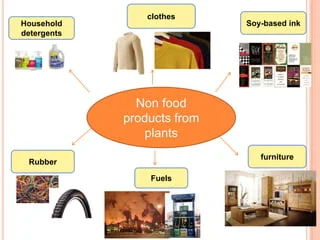 Household
detergents
clothes
Soy-based ink
Non food
products from
plants
Rubber
Fuels
furniture